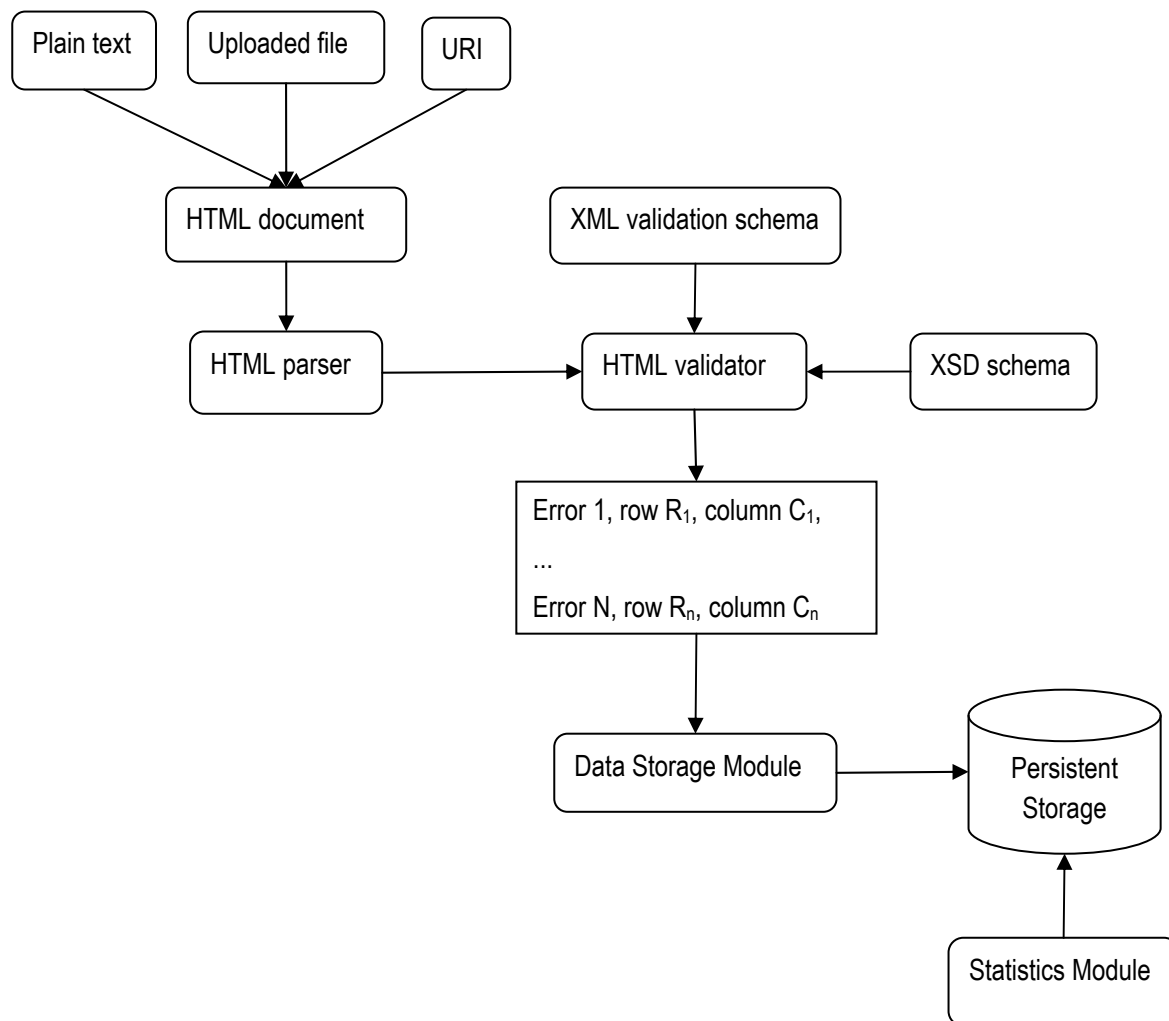 Plain text
Uploaded file
URI
HTML document
XML validation schema
HTML parser
HTML validator
XSD schema
Error 1, row R₁, column C₁,
...
Error N, row Rₙ, column Cₙ
Data Storage Module
Persistent
Storage
Statistics Module